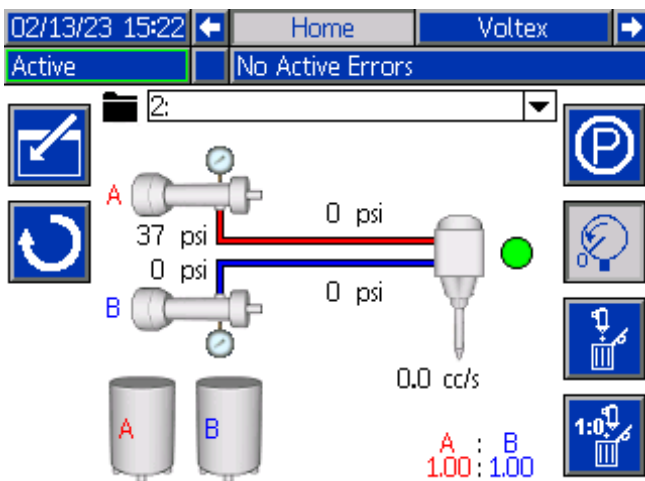 02/13/23 15:22 Home Voltex
Active No Active Errors
2:
A
0 psi
37 psi
0 psi
0 psi
B
0
0.0 cc/s
A B
1:0
A : B
1.00 : 1.00